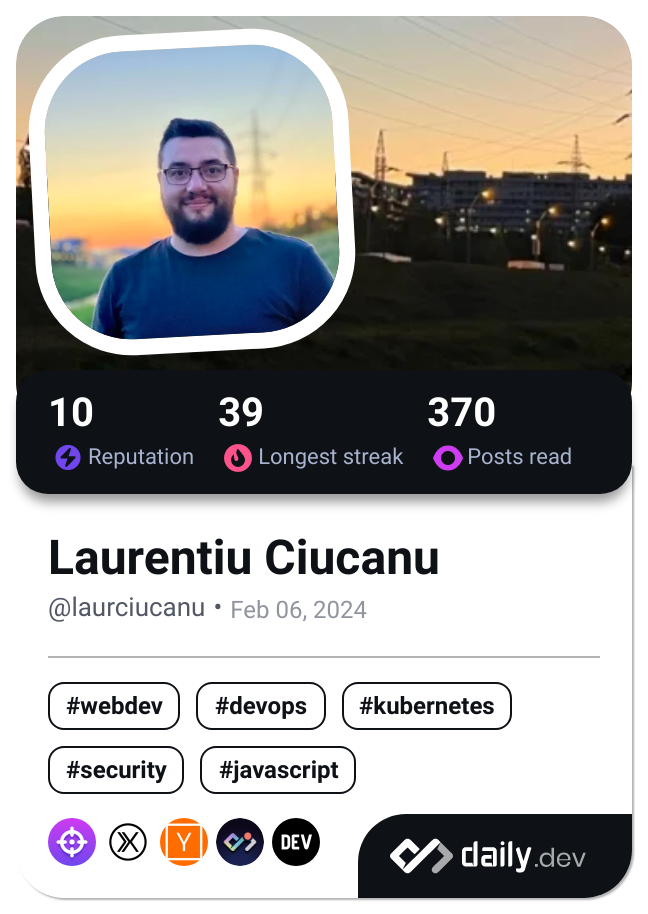 10 39 370
Reputation Longest streak Posts read
Laurentiu Ciucanu
@laurciucanu • Feb 06, 2024
#webdev #devops #kubernetes
#security #javascript
Y DEV daily.dev